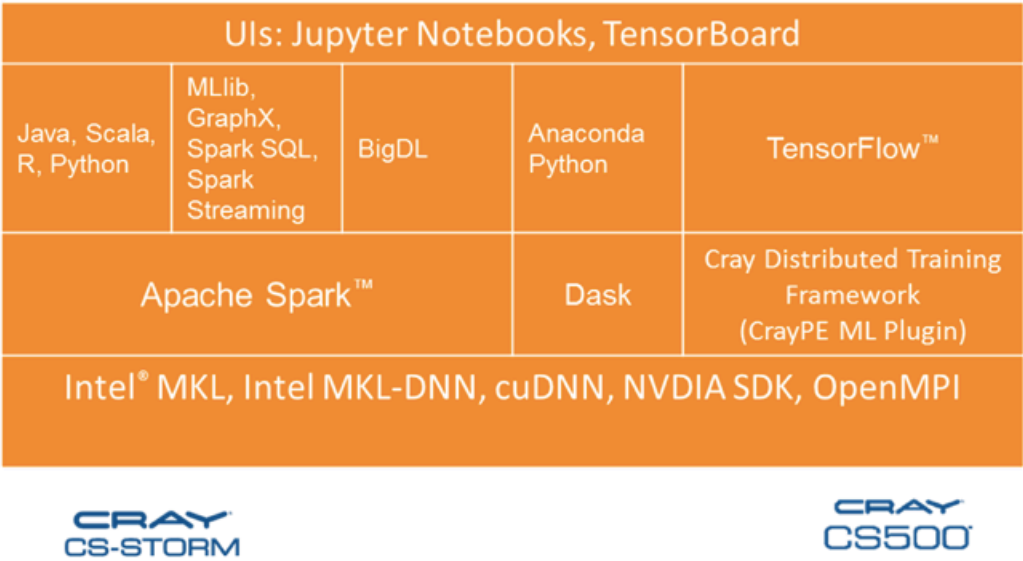 UIs: Jupyter Notebooks, TensorBoard
Java, Scala,
R, Python
MLlib,
GraphX,
Spark SQL,
Spark
Streaming
BigDL
Anaconda
Python
TensorFlow™
Apache Spark™
Dask
Cray Distributed Training
Framework
(CrayPE ML Plugin)
Intel® MKL, Intel MKL-DNN, cuDNN, NVIDIA SDK, OpenMPI
CRAY
CS-STORM
CRAY
CS500